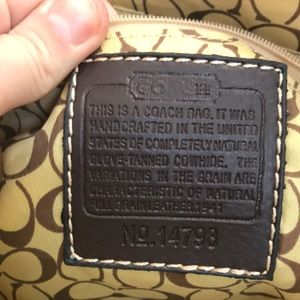 THIS IS A COACH BAG. IT WAS
HANDCRAFTED IN THE UNITED
STATES OF COMPLETELY NATURAL
GLOVE-TANNED COWHIDE. THE
VARIATIONS IN THE GRAIN ARE
CHARACTERISTIC OF NATURAL
FULL GRAIN LEATHER. 1941
No. 14796